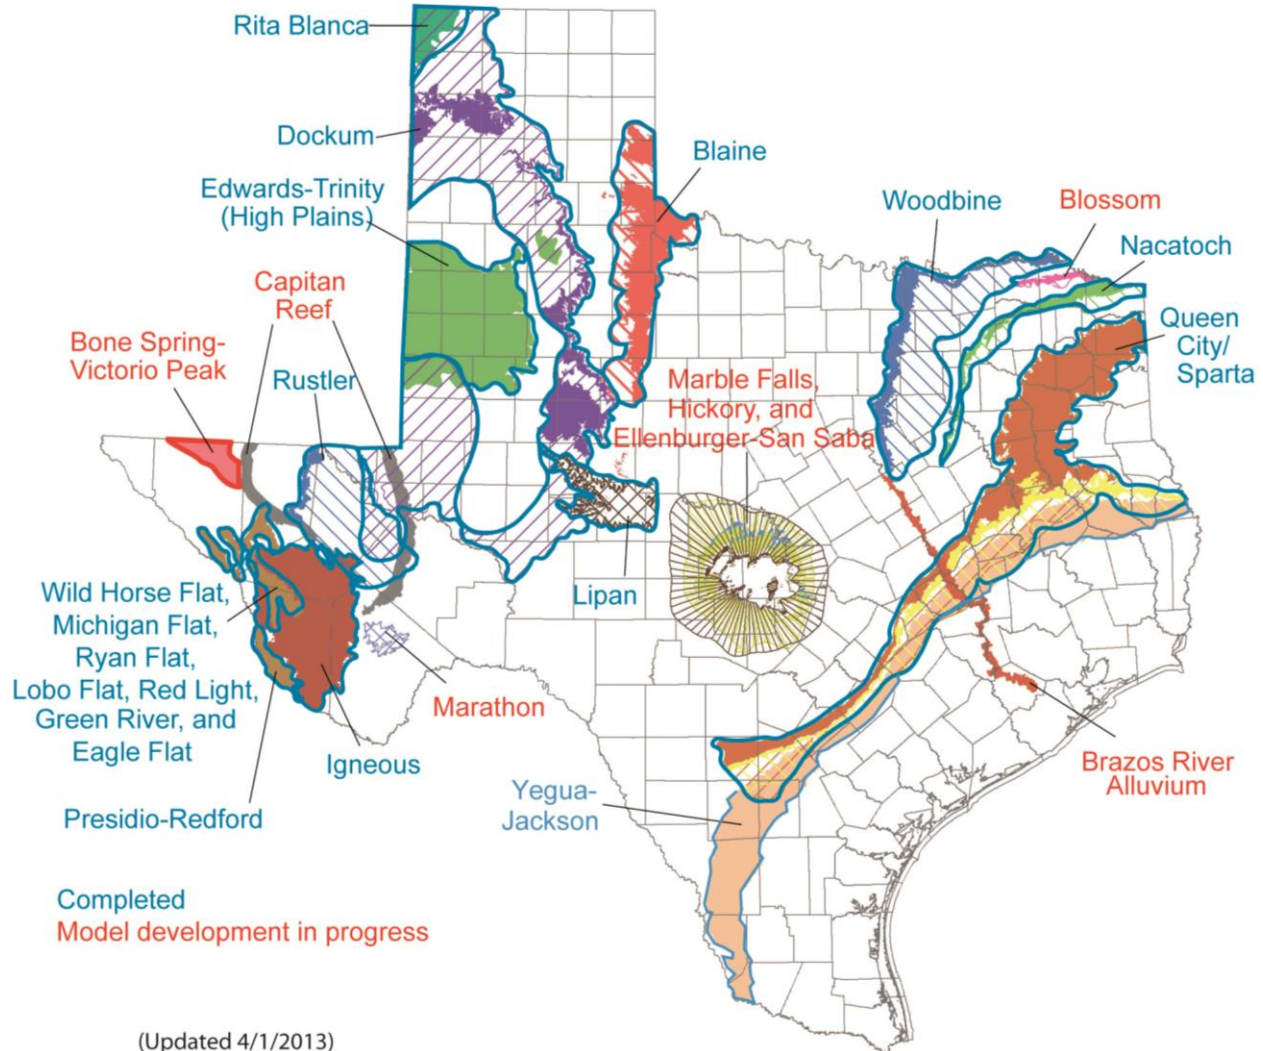 Rita Blanca
Dockum
Edwards-Trinity
(High Plains)
Blaine
Woodbine
Blossom
Nacatoch
Queen
City/
Sparta
Capitan
Reef
Bone Spring-
Victorio Peak
Rustler
Marble Falls,
Hickory, and
Ellenburger-San Saba
Lipan
Wild Horse Flat,
Michigan Flat,
Ryan Flat,
Lobo Flat, Red Light,
Green River, and
Eagle Flat
Marathon
Igneous
Presidio-Redford
Yegua-
Jackson
Brazos River
Alluvium
Completed
Model development in progress
(Updated 4/1/2013)